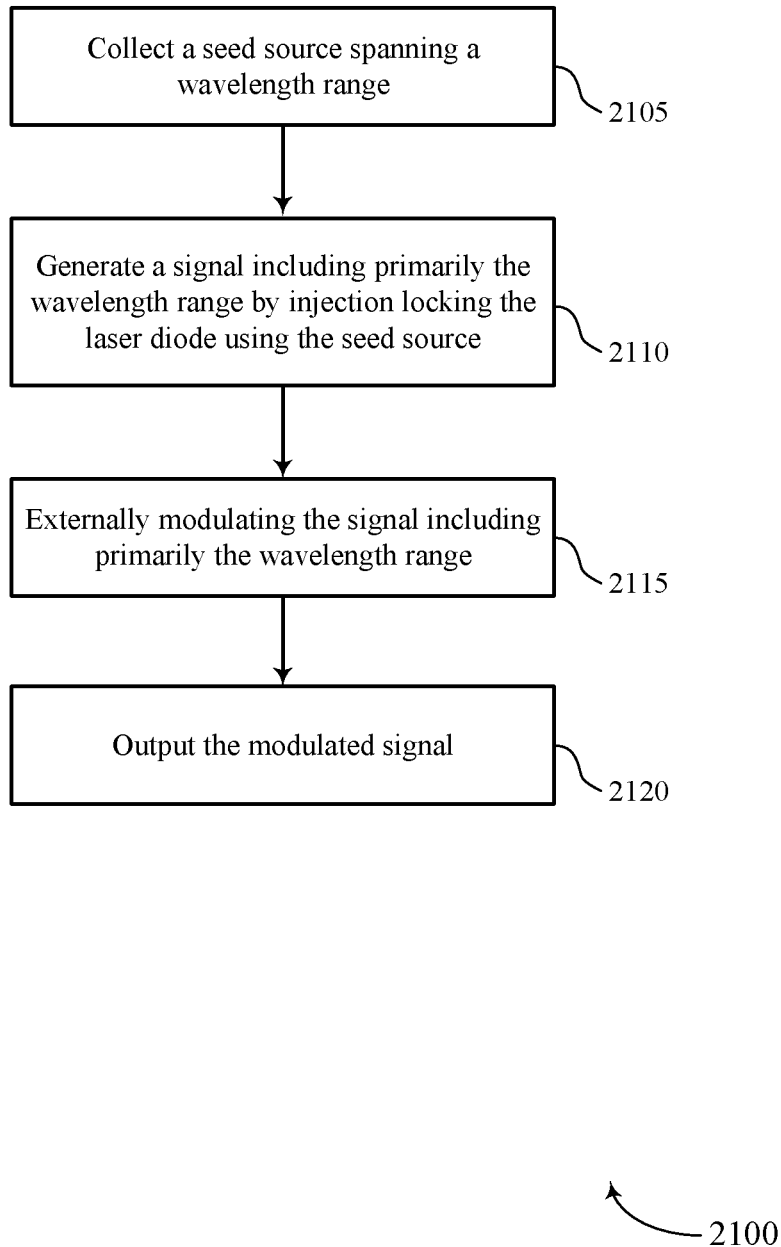 Collect a seed source spanning a
wavelength range
2105
Generate a signal including primarily the
wavelength range by injection locking the
laser diode using the seed source
2110
Externally modulating the signal including
primarily the wavelength range
2115
Output the modulated signal
2120
2100